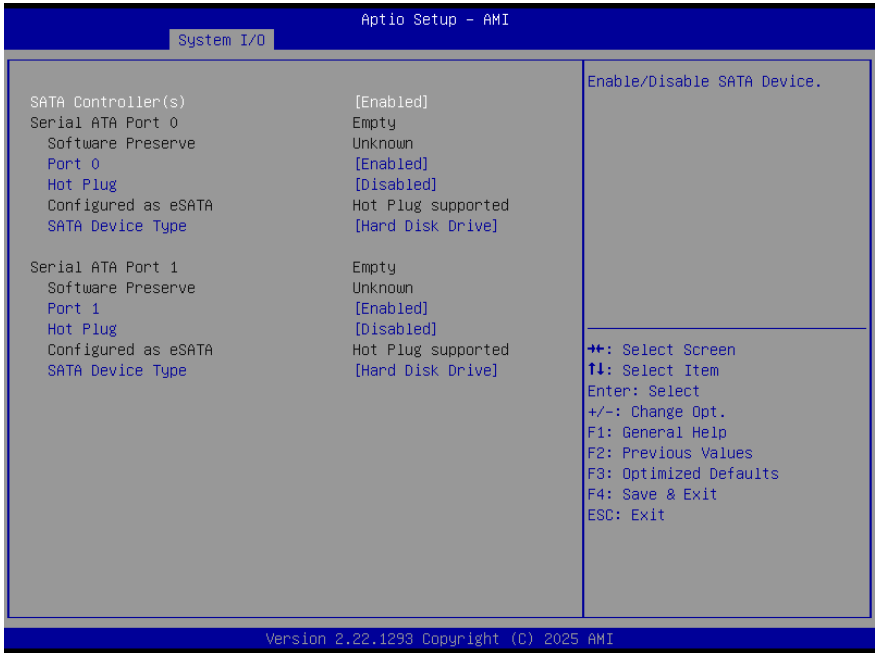 Aptio Setup - AMI
System I/O
SATA Controller(s) [Enabled]
Serial ATA Port 0 Empty
Software Preserve Unknown
Port 0 [Enabled]
Hot Plug [Disabled]
Configured as eSATA Hot Plug supported
SATA Device Type [Hard Disk Drive]
Serial ATA Port 1 Empty
Software Preserve Unknown
Port 1 [Enabled]
Hot Plug [Disabled]
Configured as eSATA Hot Plug supported
SATA Device Type [Hard Disk Drive]
Enable/Disable SATA Device.
→←: Select Screen
↑↓: Select Item
Enter: Select
+/-: Change Opt.
F1: General Help
F2: Previous Values
F3: Optimized Defaults
F4: Save & Exit
ESC: Exit
Version 2.22.1293 Copyright (C) 2025 AMI